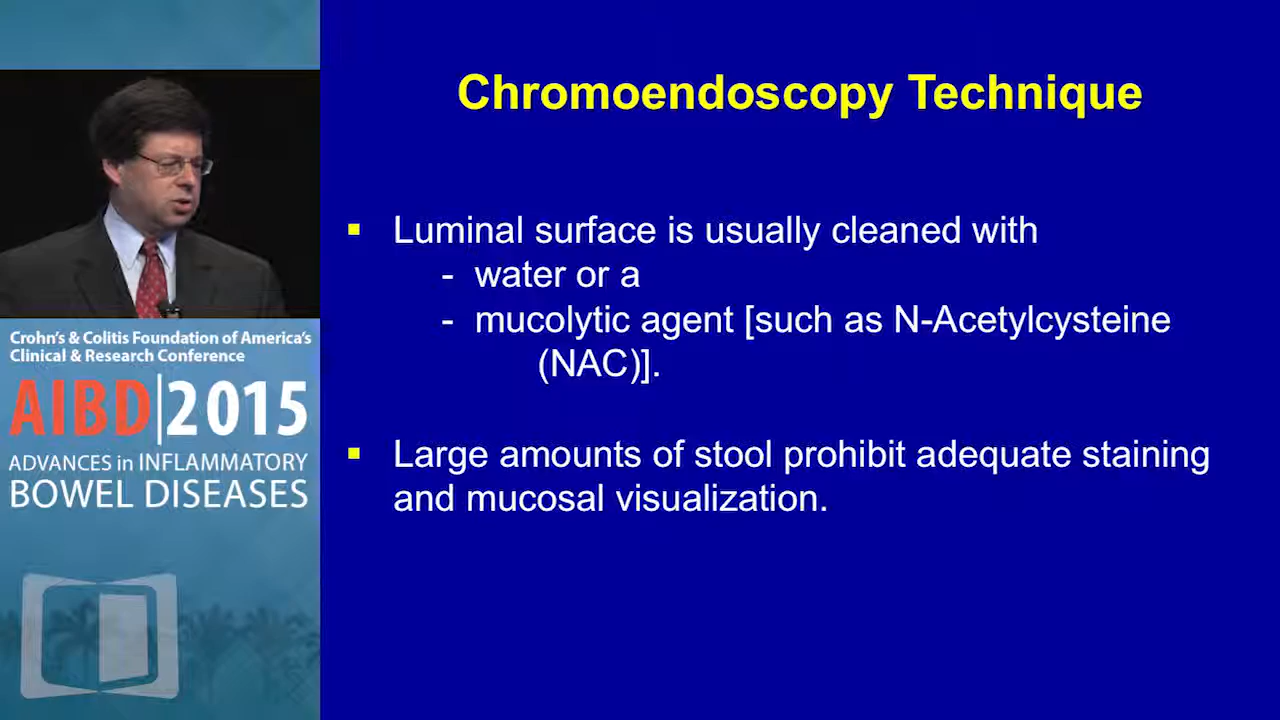 Chromoendoscopy Technique
▪ Luminal surface is usually cleaned with
- water or a
- mucolytic agent [such as N-Acetylcysteine
(NAC)].
▪ Large amounts of stool prohibit adequate staining
and mucosal visualization.
Crohn's & Colitis Foundation of America's
Clinical & Research Conference
AIBD|2015
ADVANCES in INFLAMMATORY
BOWEL DISEASES